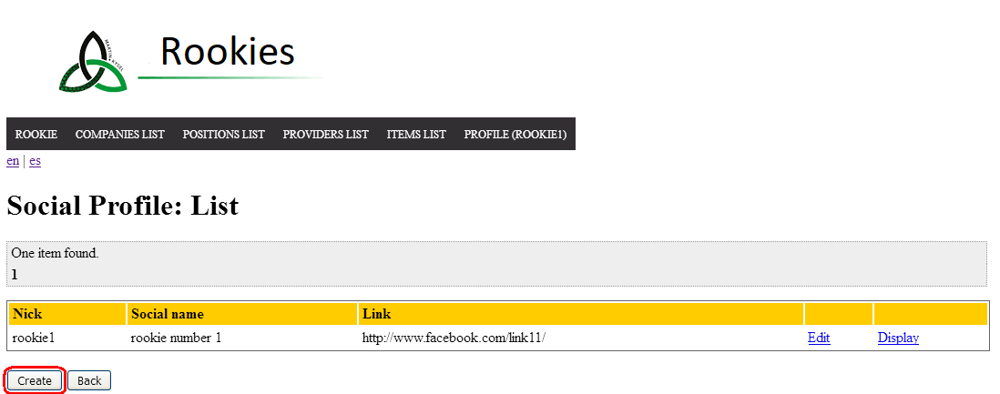 MARTIN & KYSEL
Rookies
ROOKIE COMPANIES LIST POSITIONS LIST PROVIDERS LIST ITEMS LIST PROFILE (ROOKIE1)
en | es
Social Profile: List
One item found.
1
Nick Social name Link
rookie1 rookie number 1 http://www.facebook.com/link11/ Edit Display
Create Back